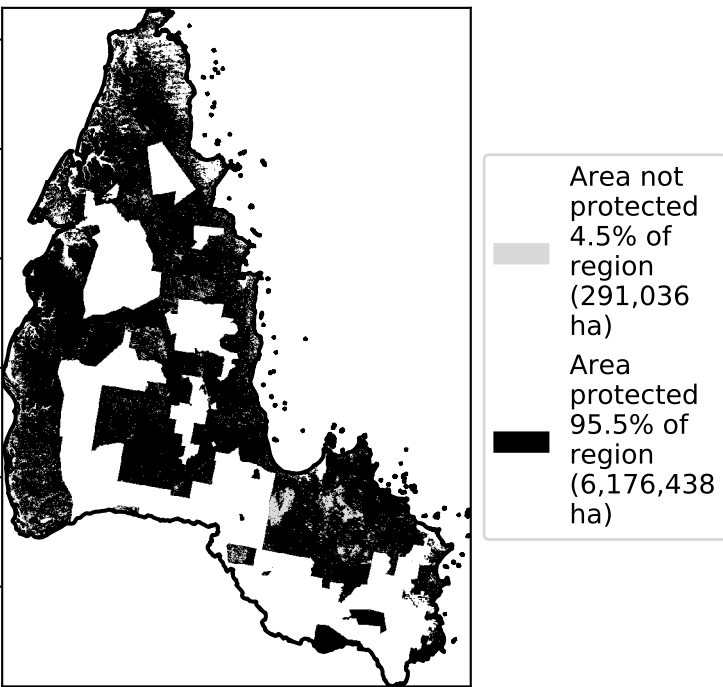 Area not
protected
4.5% of
region
(291,036
ha)
Area
protected
95.5% of
region
(6,176,438
ha)